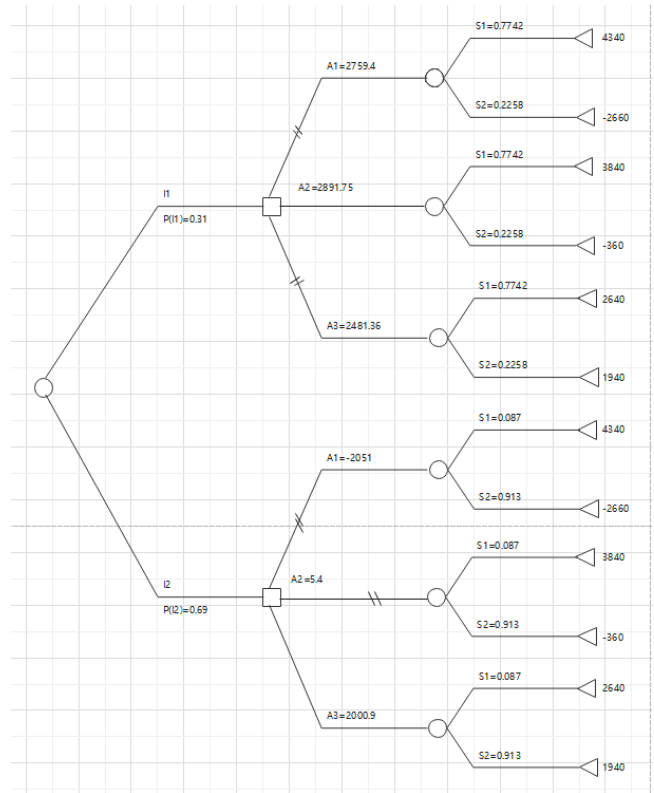 S1=0.7742
4340
A1=2759.4
S2=0.2258
-2660
S1=0.7742
3840
I1
A2=2891.75
P(I1)=0.31
S2=0.2258
-360
S1=0.7742
2640
A3=2481.36
S2=0.2258
1940
S1=0.087
4340
A1=-2051
S2=0.913
-2660
S1=0.087
3840
I2
A2=5.4
P(I2)=0.69
S2=0.913
-360
S1=0.087
2640
A3=2000.9
S2=0.913
1940